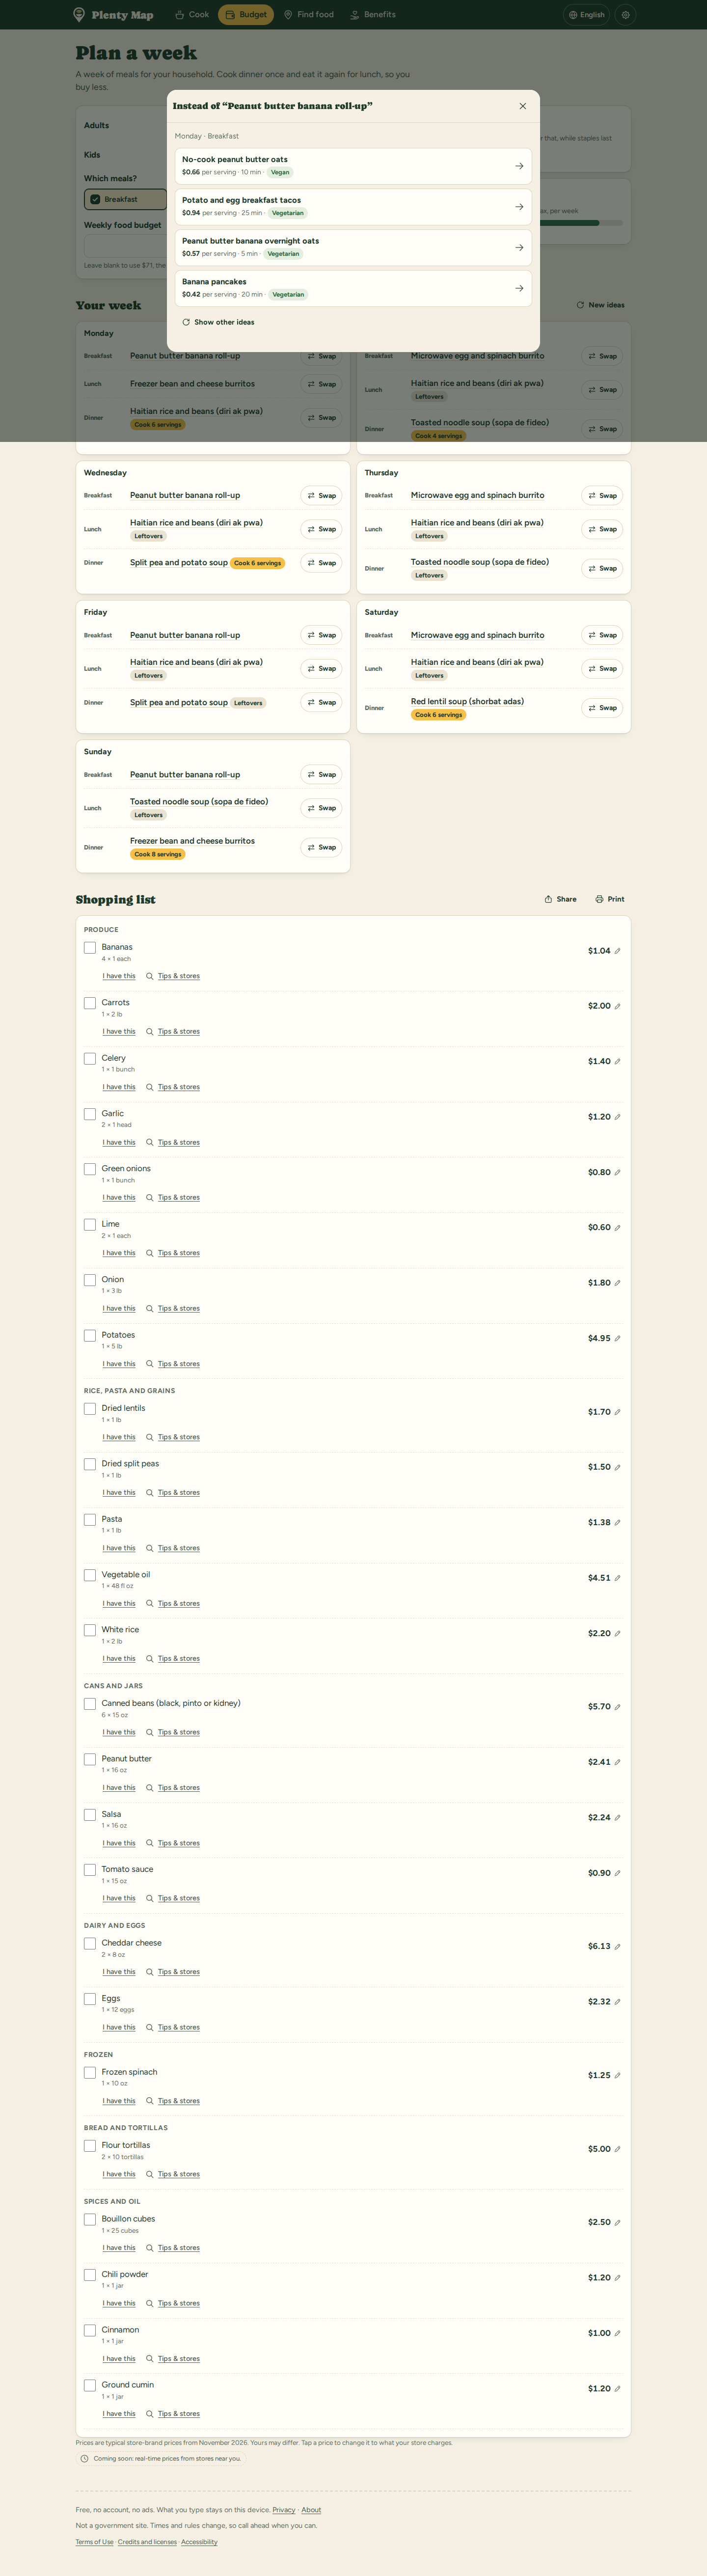 Plenty Map
Cook
Budget
Find food
Benefits
English
Plan a week
A week of meals for your household. Cook dinner once and eat it again for lunch, so you
buy less.
Adults
Kids
Which meals?
Breakfast
Weekly food budget
Leave blank to use $71, the
that, while staples last
per week
Instead of “Peanut butter banana roll-up”
Monday · Breakfast
No-cook peanut butter oats
$0.66 per serving · 10 min · Vegan
Potato and egg breakfast tacos
$0.94 per serving · 25 min · Vegetarian
Peanut butter banana overnight oats
$0.57 per serving · 5 min · Vegetarian
Banana pancakes
$0.42 per serving · 20 min · Vegetarian
Show other ideas
Your week
New ideas
Monday
Breakfast
Peanut butter banana roll-up
Swap
Lunch
Freezer bean and cheese burritos
Swap
Dinner
Haitian rice and beans (diri ak pwa)
Cook 6 servings
Swap
Microwave egg and spinach burrito
Swap
Lunch
Haitian rice and beans (diri ak pwa)
Leftovers
Swap
Dinner
Toasted noodle soup (sopa de fideo)
Cook 4 servings
Swap
Wednesday
Breakfast
Peanut butter banana roll-up
Swap
Lunch
Haitian rice and beans (diri ak pwa)
Leftovers
Swap
Dinner
Split pea and potato soup Cook 6 servings
Swap
Thursday
Breakfast
Microwave egg and spinach burrito
Swap
Lunch
Haitian rice and beans (diri ak pwa)
Leftovers
Swap
Dinner
Toasted noodle soup (sopa de fideo)
Leftovers
Swap
Friday
Breakfast
Peanut butter banana roll-up
Swap
Lunch
Haitian rice and beans (diri ak pwa)
Leftovers
Swap
Dinner
Split pea and potato soup Leftovers
Swap
Saturday
Breakfast
Microwave egg and spinach burrito
Swap
Lunch
Haitian rice and beans (diri ak pwa)
Leftovers
Swap
Dinner
Red lentil soup (shorbat adas)
Cook 6 servings
Swap
Sunday
Breakfast
Peanut butter banana roll-up
Swap
Lunch
Toasted noodle soup (sopa de fideo)
Leftovers
Swap
Dinner
Freezer bean and cheese burritos
Cook 8 servings
Swap
Shopping list
Share
Print
PRODUCE
Bananas
$1.04
4 × 1 each
I have this
Tips & stores
Carrots
$2.00
1 × 2 lb
I have this
Tips & stores
Celery
$1.40
1 × 1 bunch
I have this
Tips & stores
Garlic
$1.20
2 × 1 head
I have this
Tips & stores
Green onions
$0.80
1 × 1 bunch
I have this
Tips & stores
Lime
$0.60
2 × 1 each
I have this
Tips & stores
Onion
$1.80
1 × 3 lb
I have this
Tips & stores
Potatoes
$4.95
1 × 5 lb
I have this
Tips & stores
RICE, PASTA AND GRAINS
Dried lentils
$1.70
1 × 1 lb
I have this
Tips & stores
Dried split peas
$1.50
1 × 1 lb
I have this
Tips & stores
Pasta
$1.38
1 × 1 lb
I have this
Tips & stores
Vegetable oil
$4.51
1 × 48 fl oz
I have this
Tips & stores
White rice
$2.20
1 × 2 lb
I have this
Tips & stores
CANS AND JARS
Canned beans (black, pinto or kidney)
$5.70
6 × 15 oz
I have this
Tips & stores
Peanut butter
$2.41
1 × 16 oz
I have this
Tips & stores
Salsa
$2.24
1 × 16 oz
I have this
Tips & stores
Tomato sauce
$0.90
1 × 15 oz
I have this
Tips & stores
DAIRY AND EGGS
Cheddar cheese
$6.13
2 × 8 oz
I have this
Tips & stores
Eggs
$2.32
1 × 12 eggs
I have this
Tips & stores
FROZEN
Frozen spinach
$1.25
1 × 10 oz
I have this
Tips & stores
BREAD AND TORTILLAS
Flour tortillas
$5.00
2 × 10 tortillas
I have this
Tips & stores
SPICES AND OIL
Bouillon cubes
$2.50
1 × 25 cubes
I have this
Tips & stores
Chili powder
$1.20
1 × 1 jar
I have this
Tips & stores
Cinnamon
$1.00
1 × 1 jar
I have this
Tips & stores
Ground cumin
$1.20
1 × 1 jar
I have this
Tips & stores
Prices are typical store-brand prices from November 2026. Yours may differ. Tap a price to change it to what your store charges.
Coming soon: real-time prices from stores near you.
Free, no account, no ads. What you type stays on this device. Privacy · About
Not a government site. Times and rules change, so call ahead when you can.
Terms of Use · Credits and licenses · Accessibility